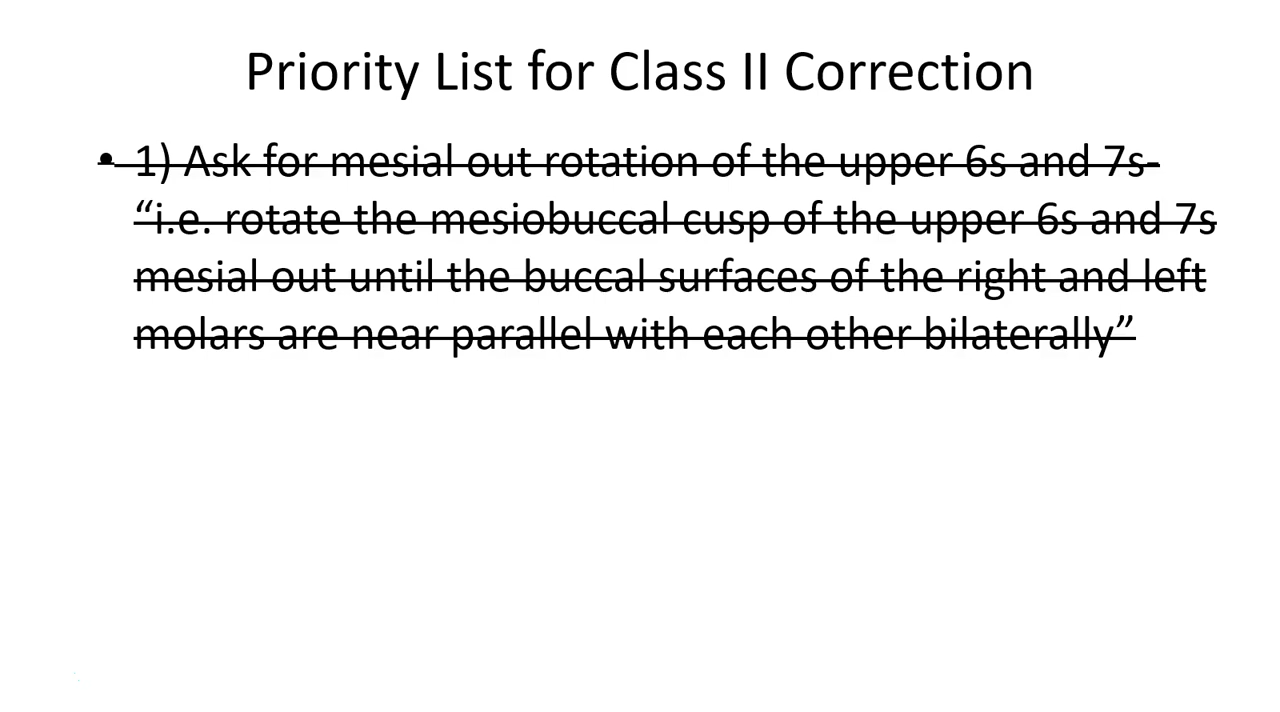 Priority List for Class II Correction
• 1) Ask for mesial out rotation of the upper 6s and 7s-
“i.e. rotate the mesiobuccal cusp of the upper 6s and 7s
mesial out until the buccal surfaces of the right and left
molars are near parallel with each other bilaterally”